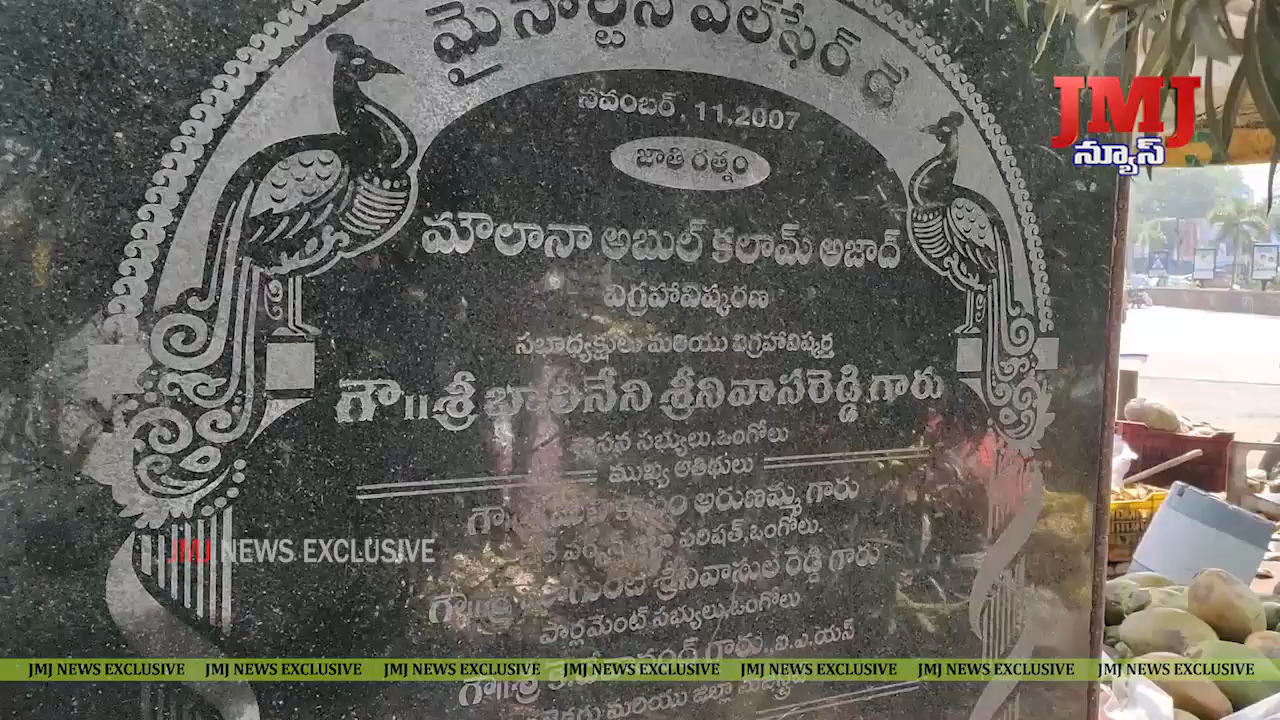 మైనార్టీస్ వెల్ఫేర్ డే
నవంబర్, 11, 2007
జాతి రత్నం
మౌలానా అబుల్ కలామ్ అజాద్
విగ్రహావిష్కరణ
సభాధ్యక్షులు మరియు విగ్రహావిష్కర్త
గౌ||శ్రీ బాలినేని శ్రీనివాసరెడ్డి గారు
సభ్యులు, ఒంగోలు
ముఖ్య అతిథులు
అరుణమ్మ గారు
పరిషత్, ఒంగోలు.
గౌ||శ్రీ శ్రీనివాసుల రెడ్డి గారు
పార్లమెంట్ సభ్యులు, ఒంగోలు
గౌ||శ్రీ గారు., ఐ.ఎ.యస్
మరియు జిల్లా
JMJ
న్యూస్
JMJ NEWS EXCLUSIVE
JMJ NEWS EXCLUSIVE JMJ NEWS EXCLUSIVE JMJ NEWS EXCLUSIVE JMJ NEWS EXCLUSIVE JMJ NEWS EXCLUSIVE JMJ NEWS EXCLUSIVE JMJ NEWS EXCLUSIVE